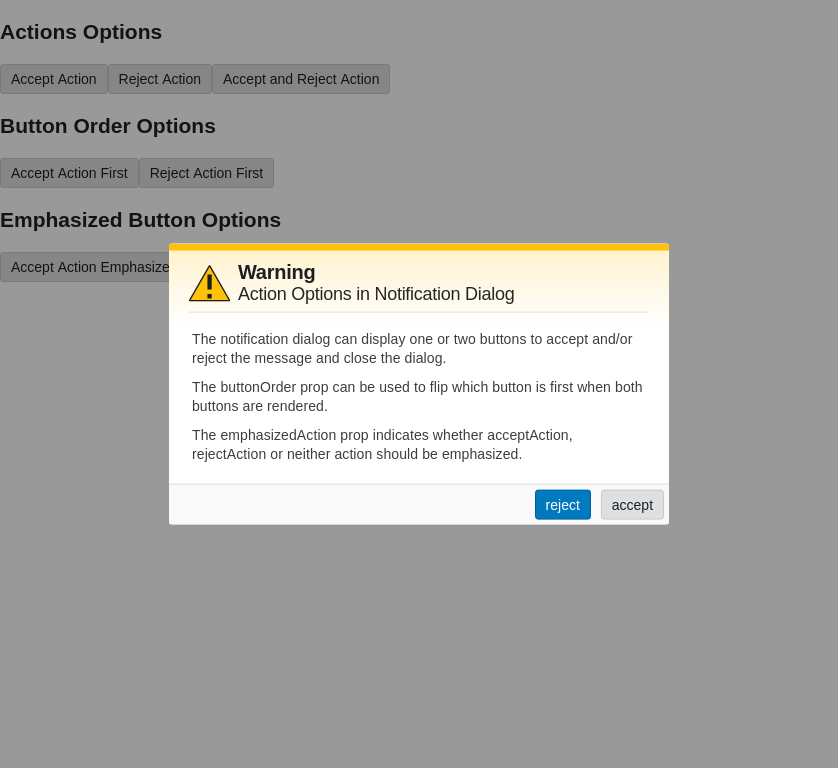 Actions Options
Accept Action Reject Action Accept and Reject Action
Button Order Options
Accept Action First Reject Action First
Emphasized Button Options
Accept Action
Warning
Action Options in Notification Dialog
The notification dialog can display one or two buttons to accept and/or
reject the message and close the dialog.
The buttonOrder prop can be used to flip which button is first when both
buttons are rendered.
The emphasizedAction prop indicates whether acceptAction,
rejectAction or neither action should be emphasized.
reject accept